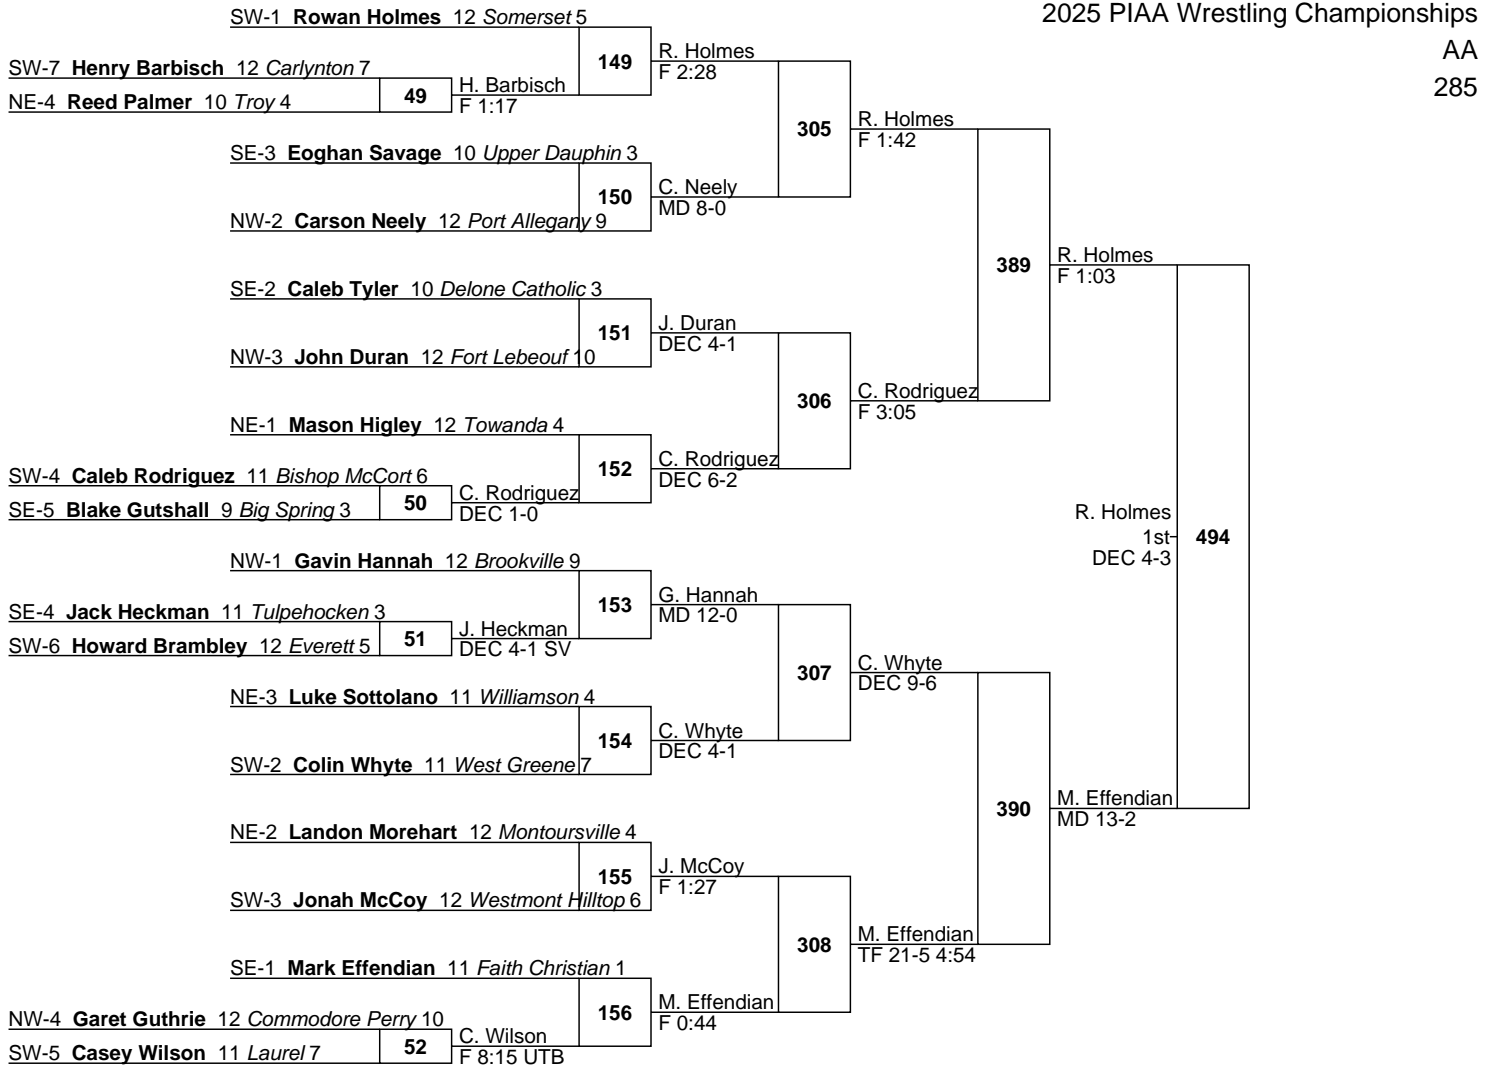 2025 PIAA Wrestling Championships
AA
285
SW-1 Rowan Holmes 12 Somerset 5
SW-7 Henry Barbisch 12 Carlynton 7
NE-4 Reed Palmer 10 Troy 4
49
H. Barbisch
F 1:17
149
R. Holmes
F 2:28
SE-3 Eoghan Savage 10 Upper Dauphin 3
NW-2 Carson Neely 12 Port Allegany 9
150
C. Neely
MD 8-0
305
R. Holmes
F 1:42
SE-2 Caleb Tyler 10 Delone Catholic 3
NW-3 John Duran 12 Fort Lebeouf 10
151
J. Duran
DEC 4-1
NE-1 Mason Higley 12 Towanda 4
SW-4 Caleb Rodriguez 11 Bishop McCort 6
SE-5 Blake Gutshall 9 Big Spring 3
50
C. Rodriguez
DEC 1-0
152
C. Rodriguez
DEC 6-2
306
C. Rodriguez
F 3:05
389
R. Holmes
F 1:03
NW-1 Gavin Hannah 12 Brookville 9
SE-4 Jack Heckman 11 Tulpehocken 3
SW-6 Howard Brambley 12 Everett 5
51
J. Heckman
DEC 4-1 SV
153
G. Hannah
MD 12-0
NE-3 Luke Sottolano 11 Williamson 4
SW-2 Colin Whyte 11 West Greene 7
154
C. Whyte
DEC 4-1
307
C. Whyte
DEC 9-6
NE-2 Landon Morehart 12 Montoursville 4
SW-3 Jonah McCoy 12 Westmont Hilltop 6
155
J. McCoy
F 1:27
SE-1 Mark Effendian 11 Faith Christian 1
NW-4 Garet Guthrie 12 Commodore Perry 10
SW-5 Casey Wilson 11 Laurel 7
52
C. Wilson
F 8:15 UTB
156
M. Effendian
F 0:44
308
M. Effendian
TF 21-5 4:54
390
M. Effendian
MD 13-2
R. Holmes
1st
DEC 4-3
494